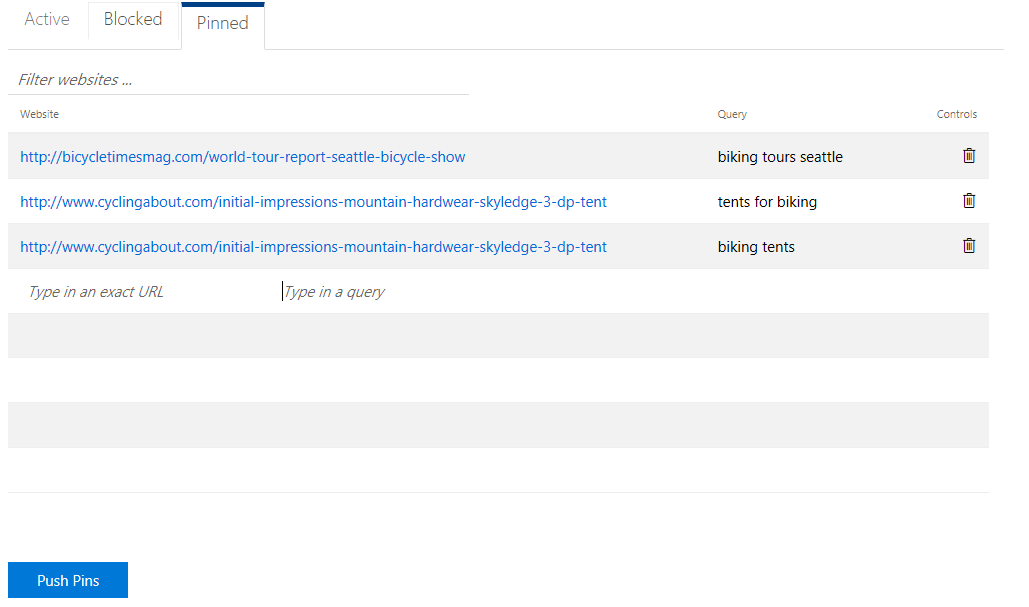 Active Blocked Pinned
Filter websites ...
Website Query Controls
http://bicycletimesmag.com/world-tour-report-seattle-bicycle-show biking tours seattle
http://www.cyclingabout.com/initial-impressions-mountain-hardwear-skyledge-3-dp-tent tents for biking
http://www.cyclingabout.com/initial-impressions-mountain-hardwear-skyledge-3-dp-tent biking tents
Type in an exact URL Type in a query
Push Pins